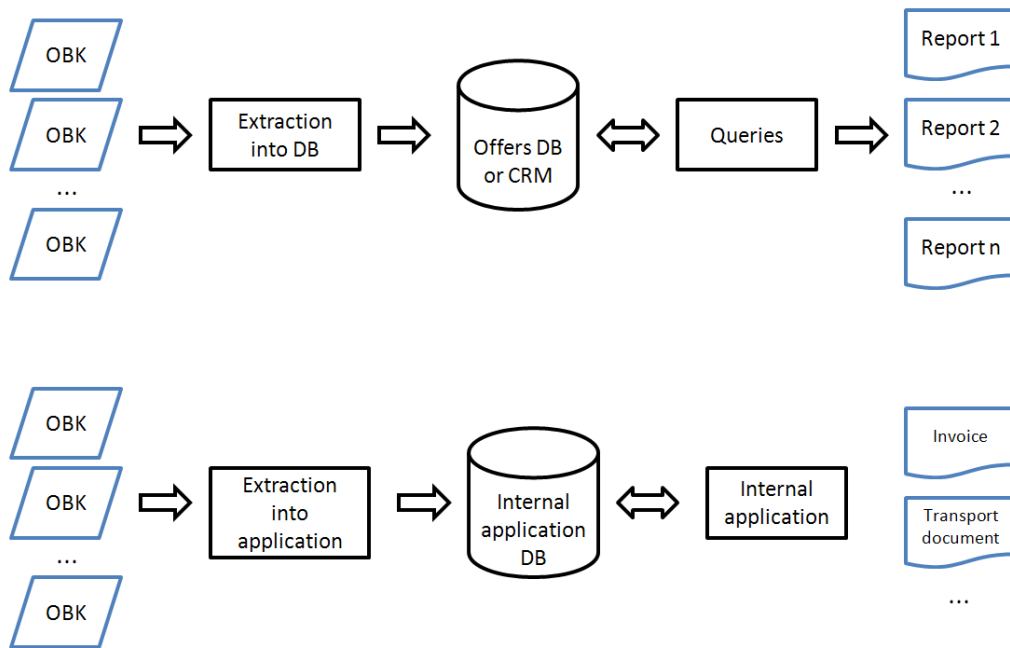 OBK
OBK
...
OBK
Extraction
into DB
Offers DB
or CRM
Queries
Report 1
Report 2
...
Report n
OBK
OBK
...
OBK
Extraction
into
application
Internal
application
DB
Internal
application
Invoice
Transport
document
...